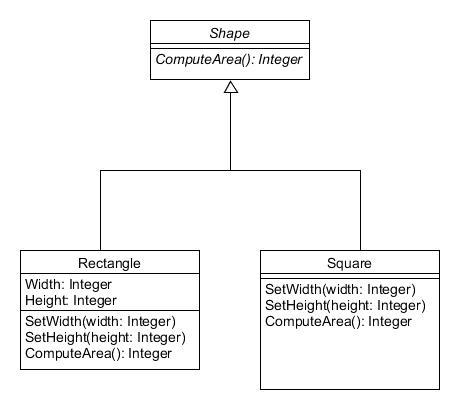 Shape
ComputeArea(): Integer
Rectangle
Width: Integer
Height: Integer
SetWidth(width: Integer)
SetHeight(height: Integer)
ComputeArea(): Integer
Square
SetWidth(width: Integer)
SetHeight(height: Integer)
ComputeArea(): Integer